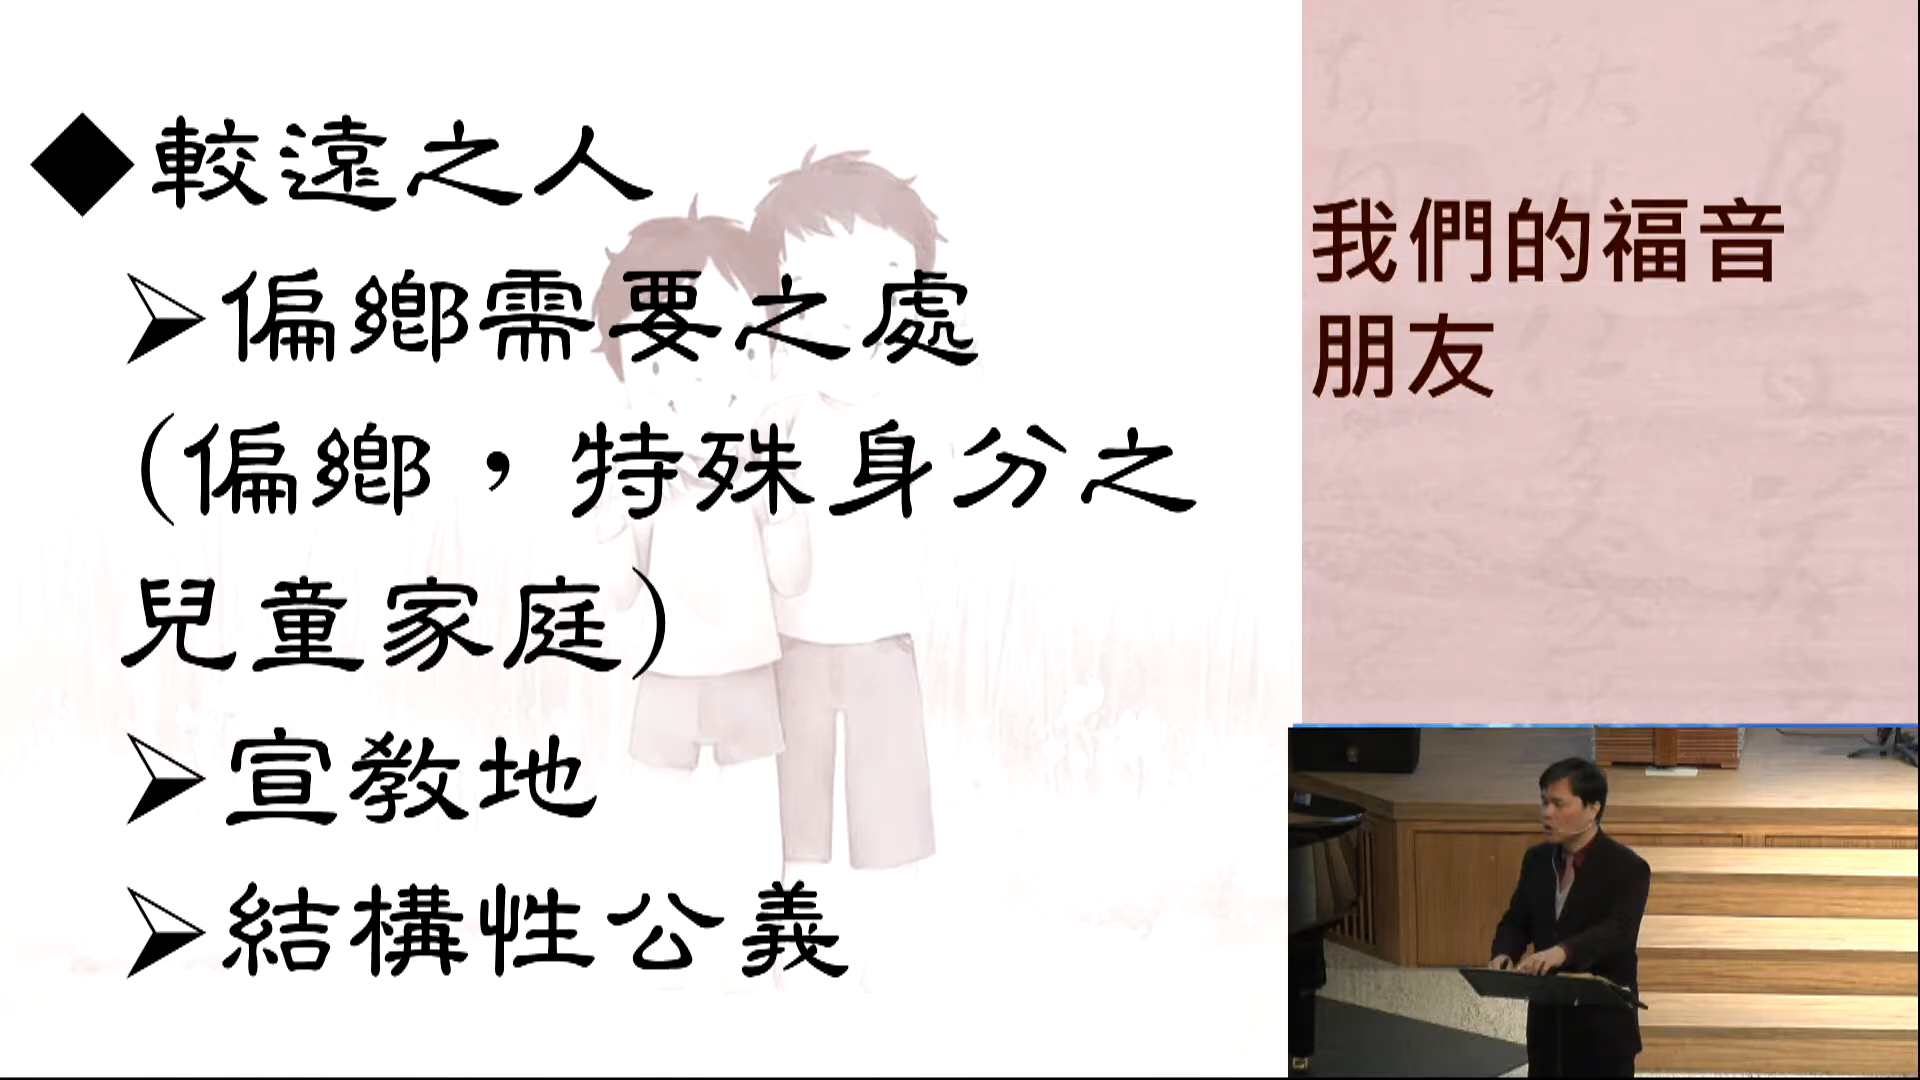 ◆較遠之人
➢偏鄉需要之處
(偏鄉，特殊身分之
兒童家庭)
➢宣教地
➢結構性公義
我們的福音
朋友